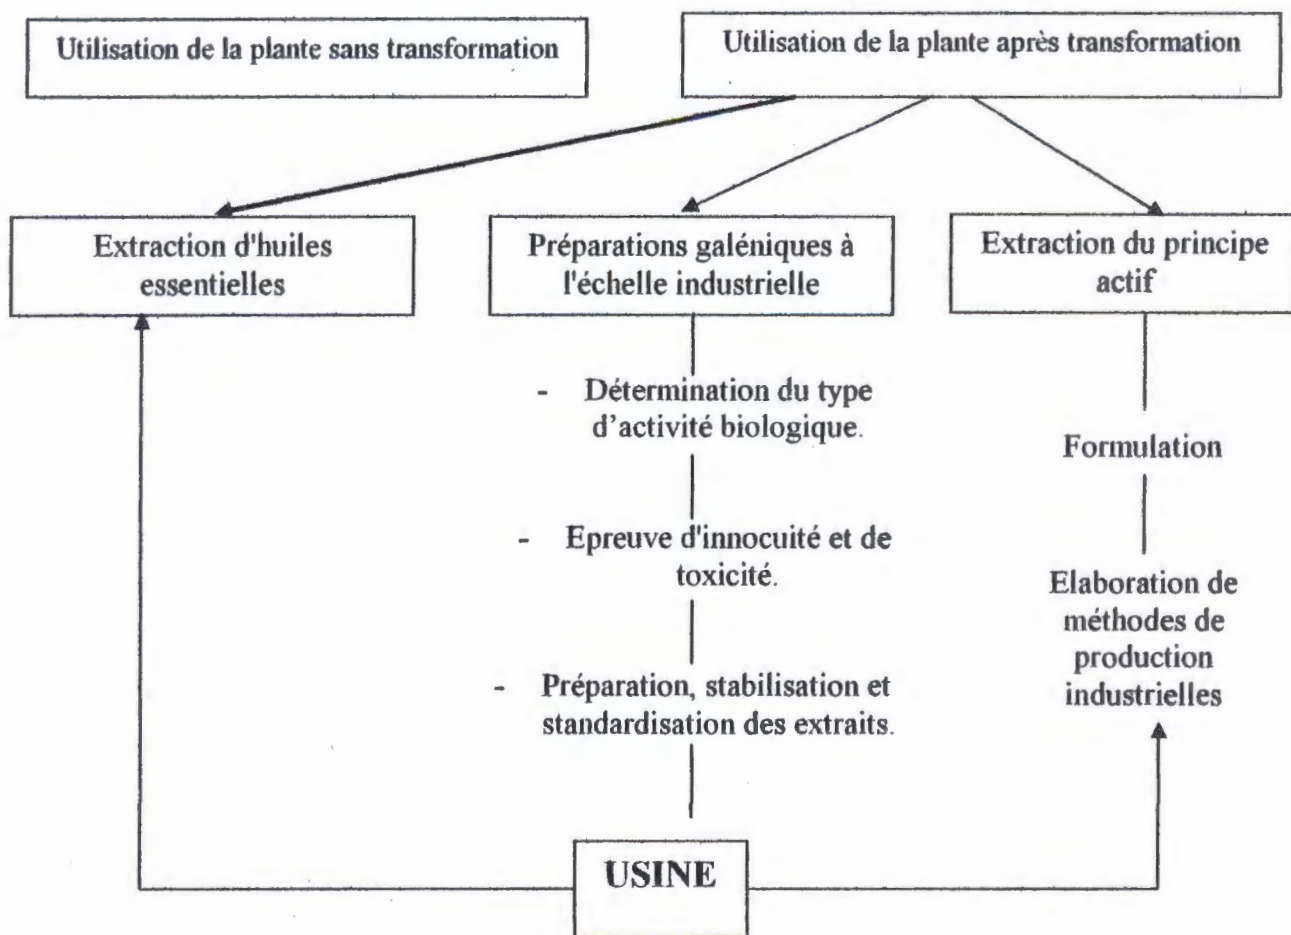 Utilisation de la plante sans transformation
Utilisation de la plante après transformation
Extraction d'huiles
essentielles
Préparations galéniques à
l'échelle industrielle
Extraction du principe
actif
- Détermination du type
d’activité biologique.
- Epreuve d'innocuité et de
toxicité.
- Préparation, stabilisation et
standardisation des extraits.
Formulation
Elaboration de
méthodes de
production
industrielles
USINE